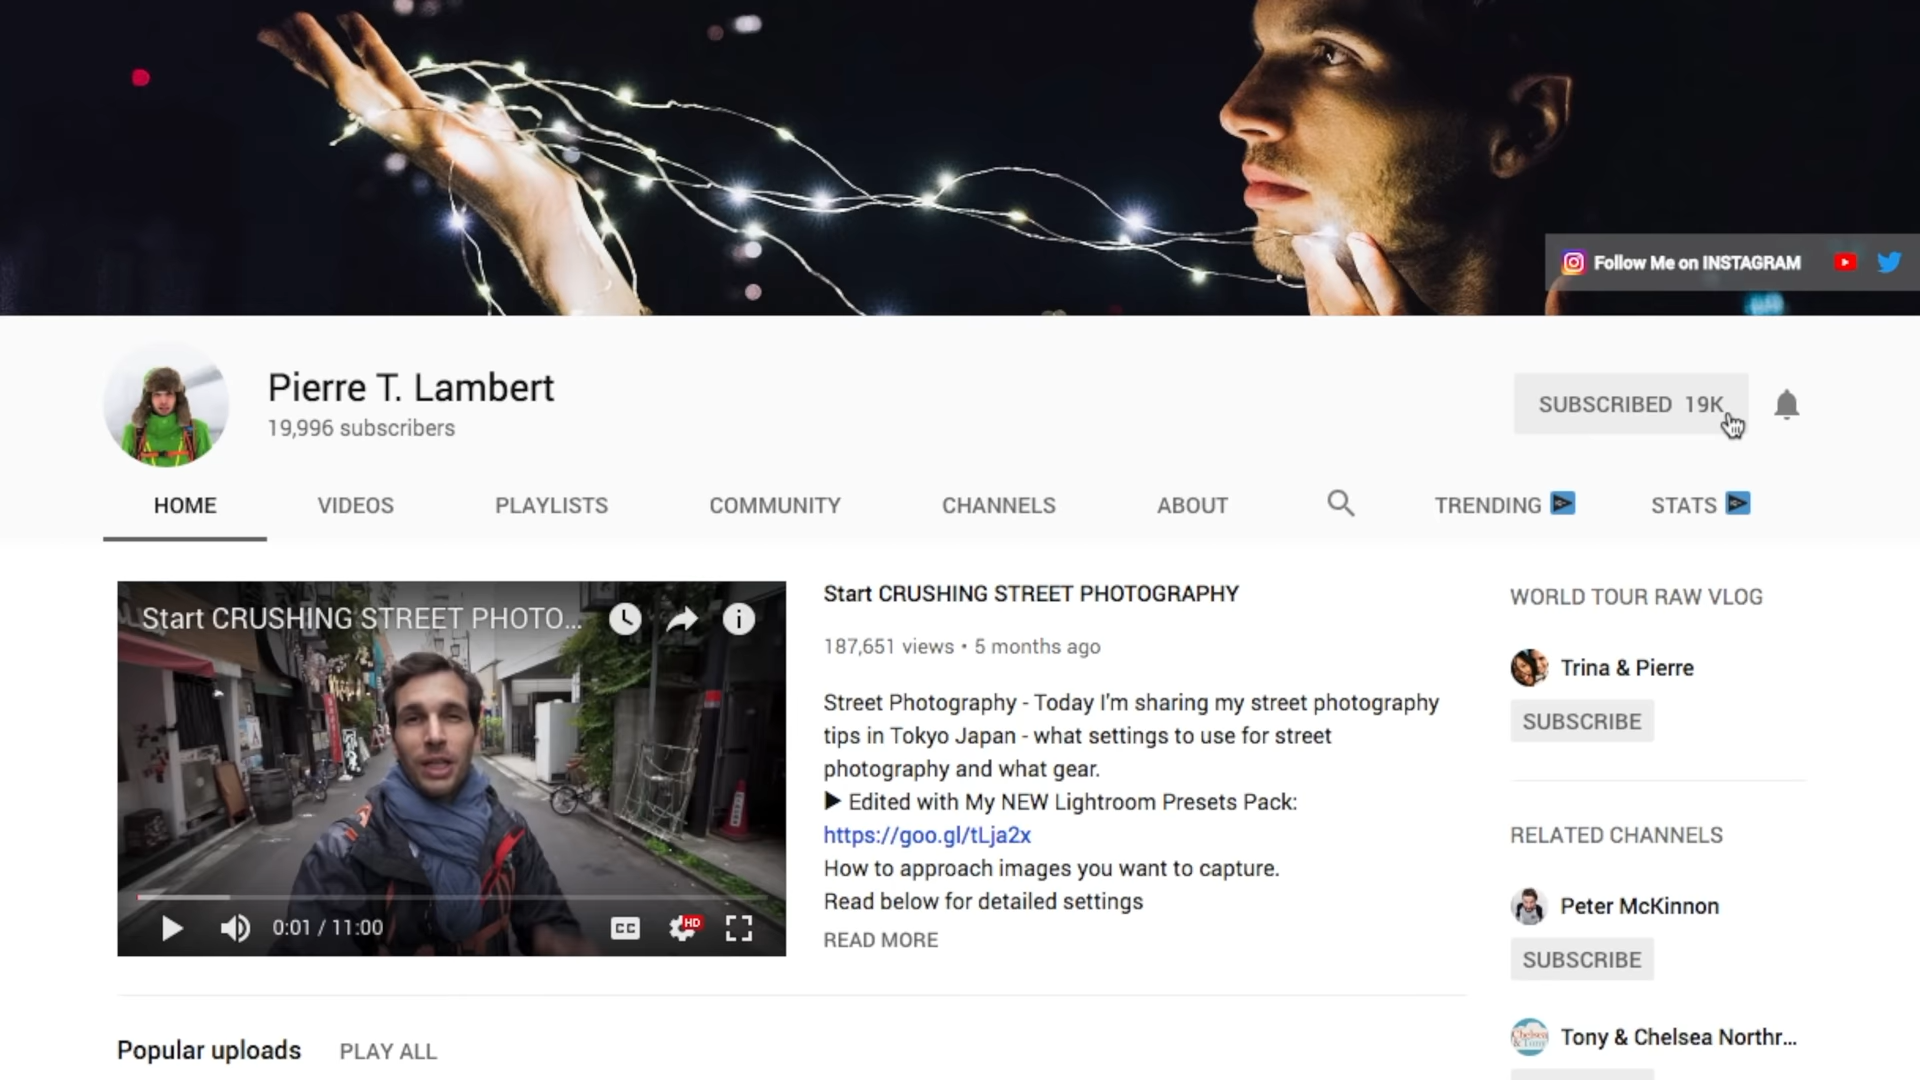 Follow Me on INSTAGRAM
Pierre T. Lambert
19,996 subscribers
SUBSCRIBED 19K
HOME
VIDEOS
PLAYLISTS
COMMUNITY
CHANNELS
ABOUT
TRENDING
STATS
Start CRUSHING STREET PHOTO...
0:01 / 11:00
CC
HD
Start CRUSHING STREET PHOTOGRAPHY
187,651 views • 5 months ago
Street Photography - Today I'm sharing my street photography
tips in Tokyo Japan - what settings to use for street
photography and what gear.
► Edited with My NEW Lightroom Presets Pack:
https://goo.gl/tLja2x
How to approach images you want to capture.
Read below for detailed settings
READ MORE
WORLD TOUR RAW VLOG
Trina & Pierre
SUBSCRIBE
RELATED CHANNELS
Peter McKinnon
SUBSCRIBE
Chelsea
& Tony
Tony & Chelsea Northr...
Popular uploads
PLAY ALL